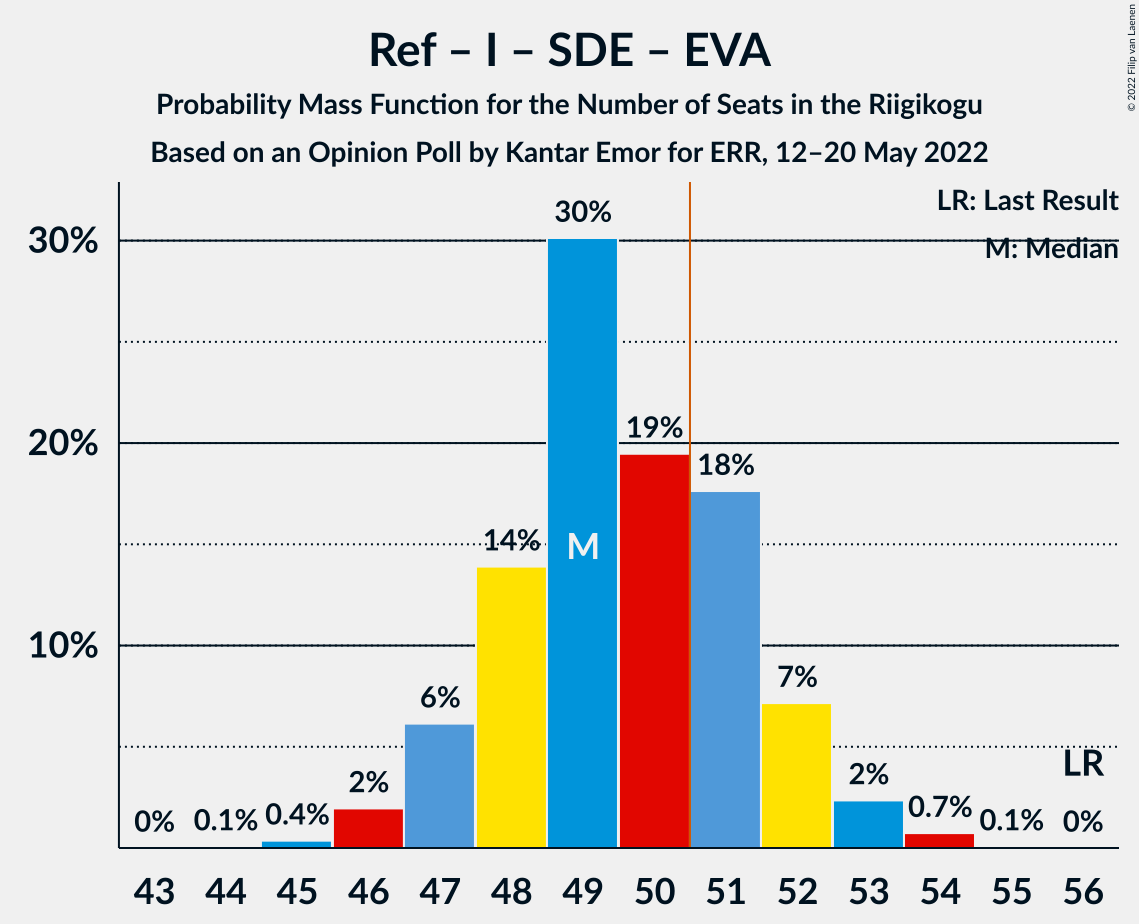 Ref – I – SDE – EVA
Probability Mass Function for the Number of Seats in the Riigikogu
Based on an Opinion Poll by Kantar Emor for ERR, 12–20 May 2022
© 2022 Filip van Laenen
LR: Last Result
M: Median
30%
20%
10%
0% 0.1% 0.4% 2% 6% 14% 30% 19% 18% 7% 2% 0.7% 0.1% 0%
M
LR
43 44 45 46 47 48 49 50 51 52 53 54 55 56